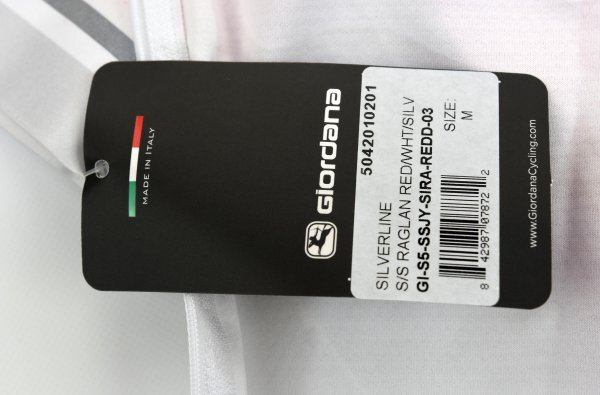 MADE IN ITALY
GIORDANA
5042010201
SILVERLINE
S/S RAGLAN RED/WHT/SILV
GI-S5-SSJY-SIRA-REDD-03
SIZE:
M
8 42987 07872 2
www.GiordanaCycling.com